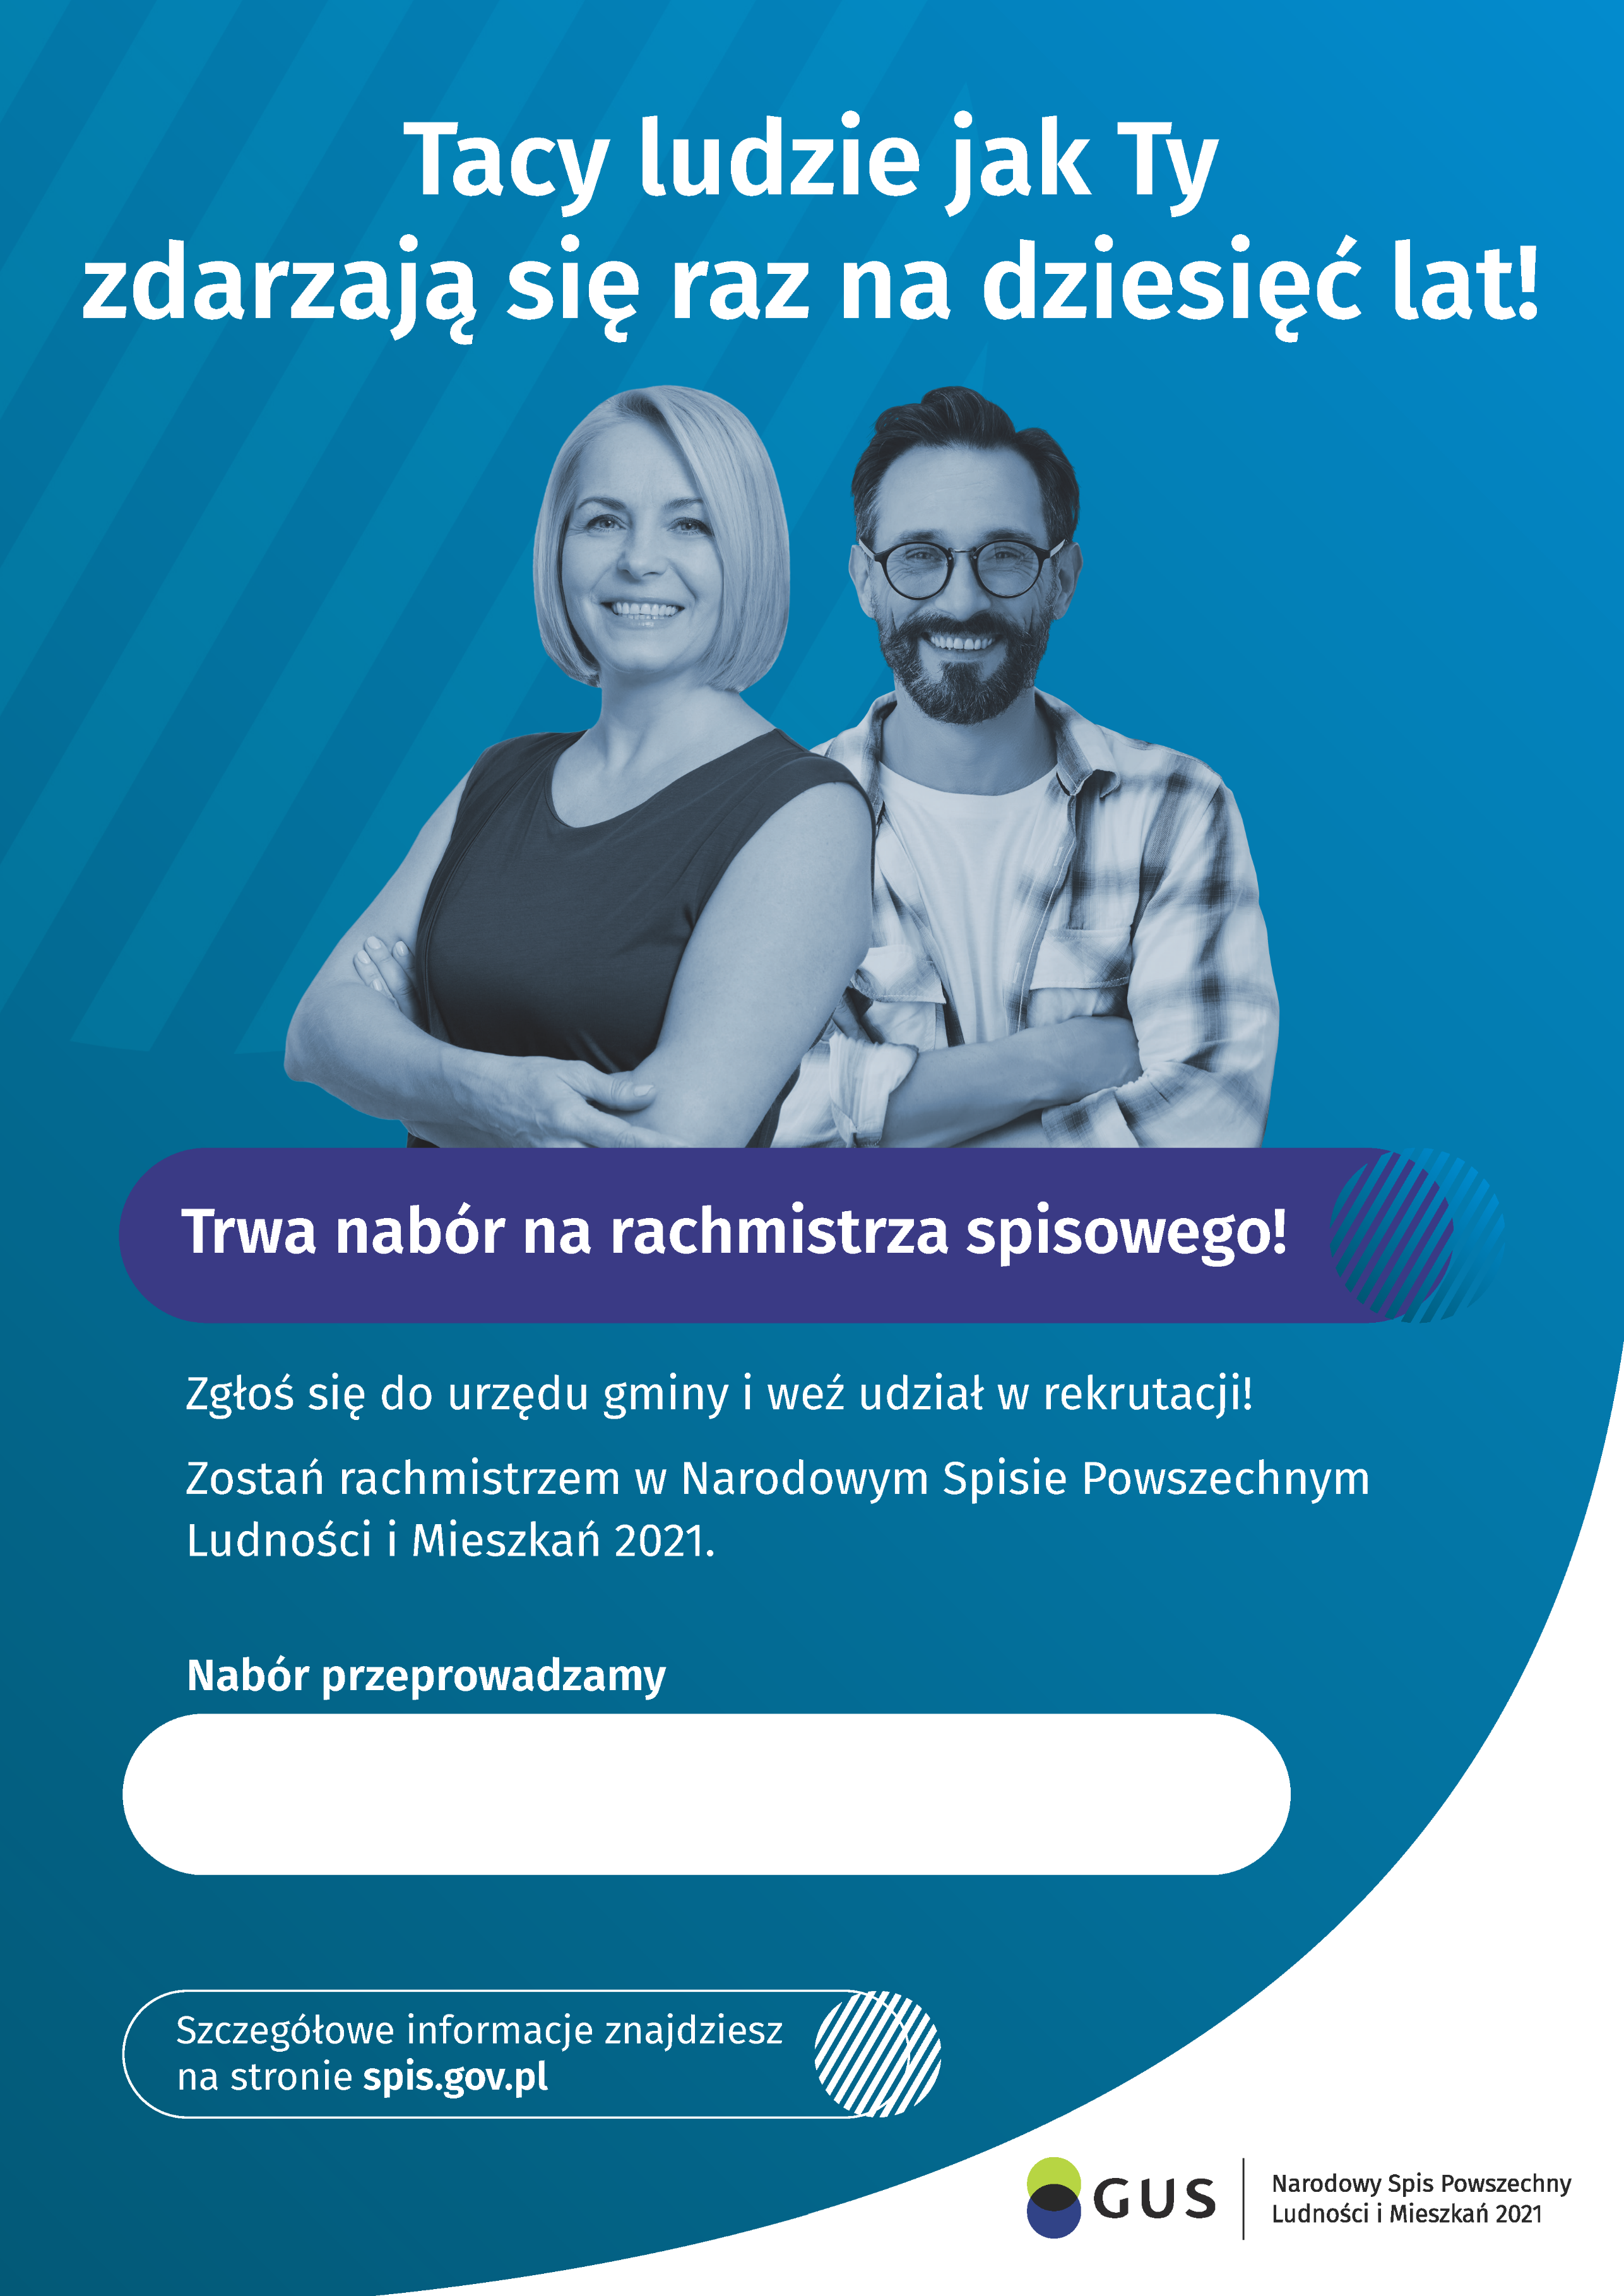 Tacy ludzie jak Ty
zdarzają się raz na dziesięć lat!
Trwa nabór na rachmistrza spisowego!
Zgłoś się do urzędu gminy i weź udział w rekrutacji!
Zostań rachmistrzem w Narodowym Spisie Powszechnym
Ludności i Mieszkań 2021.
Nabór przeprowadzamy
Szczegółowe informacje znajdziesz
na stronie spis.gov.pl
GUS
Narodowy Spis Powszechny
Ludności i Mieszkań 2021